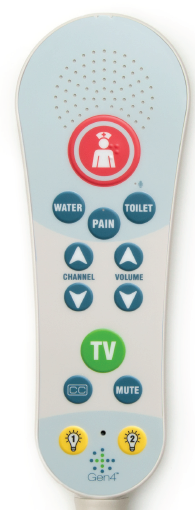 WATER
TOILET
PAIN
CHANNEL
VOLUME
TV
CC
MUTE
1
2
Gen4